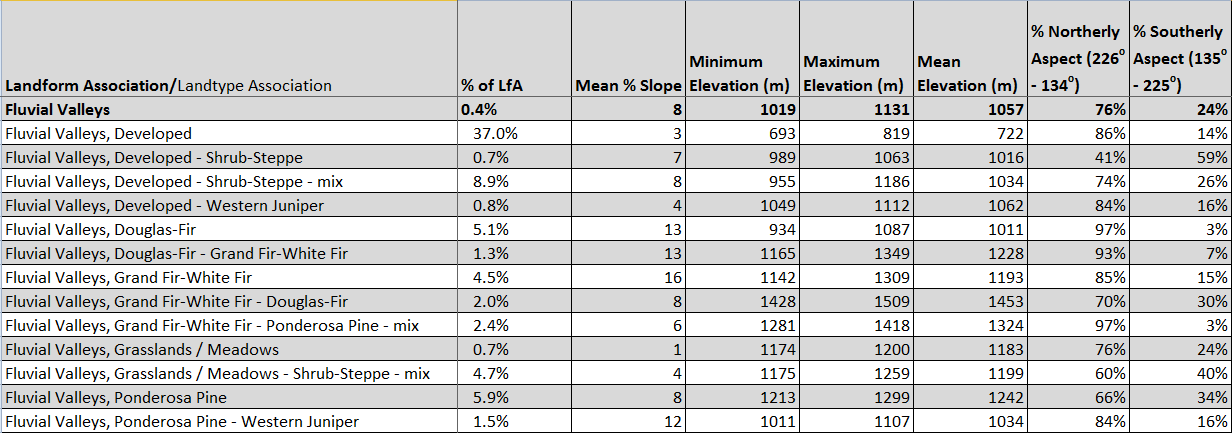 Landform Association/Landtype Association | % of LfA | Mean % Slope | Minimum Elevation (m) | Maximum Elevation (m) | Mean Elevation (m) | % Northerly Aspect (226° - 134°) | % Southerly Aspect (135° - 225°)
Fluvial Valleys | 0.4% | 8 | 1019 | 1131 | 1057 | 76% | 24%
Fluvial Valleys, Developed | 37.0% | 3 | 693 | 819 | 722 | 86% | 14%
Fluvial Valleys, Developed - Shrub-Steppe | 0.7% | 7 | 989 | 1063 | 1016 | 41% | 59%
Fluvial Valleys, Developed - Shrub-Steppe - mix | 8.9% | 8 | 955 | 1186 | 1034 | 74% | 26%
Fluvial Valleys, Developed - Western Juniper | 0.8% | 4 | 1049 | 1112 | 1062 | 84% | 16%
Fluvial Valleys, Douglas-Fir | 5.1% | 13 | 934 | 1087 | 1011 | 97% | 3%
Fluvial Valleys, Douglas-Fir - Grand Fir-White Fir | 1.3% | 13 | 1165 | 1349 | 1228 | 93% | 7%
Fluvial Valleys, Grand Fir-White Fir | 4.5% | 16 | 1142 | 1309 | 1193 | 85% | 15%
Fluvial Valleys, Grand Fir-White Fir - Douglas-Fir | 2.0% | 8 | 1428 | 1509 | 1453 | 70% | 30%
Fluvial Valleys, Grand Fir-White Fir - Ponderosa Pine - mix | 2.4% | 6 | 1281 | 1418 | 1324 | 97% | 3%
Fluvial Valleys, Grasslands / Meadows | 0.7% | 1 | 1174 | 1200 | 1183 | 76% | 24%
Fluvial Valleys, Grasslands / Meadows - Shrub-Steppe - mix | 4.7% | 4 | 1175 | 1259 | 1199 | 60% | 40%
Fluvial Valleys, Ponderosa Pine | 5.9% | 8 | 1213 | 1299 | 1242 | 66% | 34%
Fluvial Valleys, Ponderosa Pine - Western Juniper | 1.5% | 12 | 1011 | 1107 | 1034 | 84% | 16%